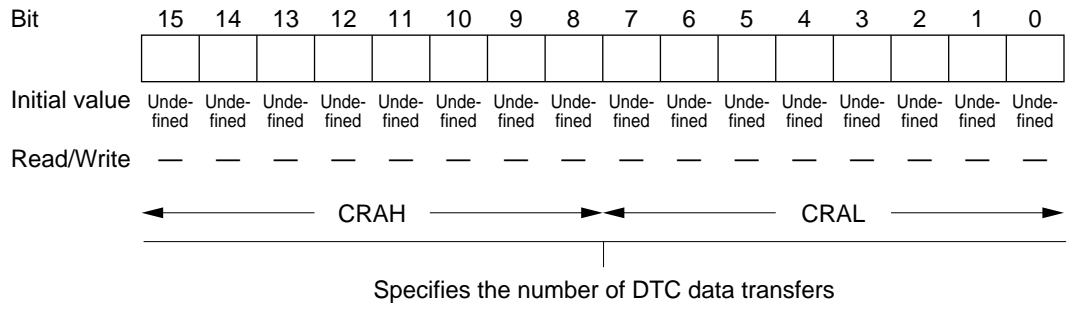 Bit 15 14 13 12 11 10 9 8 7 6 5 4 3 2 1 0
Initial value Unde- Unde- Unde- Unde- Unde- Unde- Unde- Unde- Unde- Unde- Unde- Unde- Unde- Unde- Unde- Unde-
fined fined fined fined fined fined fined fined fined fined fined fined fined fined fined fined
Read/Write — — — — — — — — — — — — — — — —
CRAH CRAL
Specifies the number of DTC data transfers